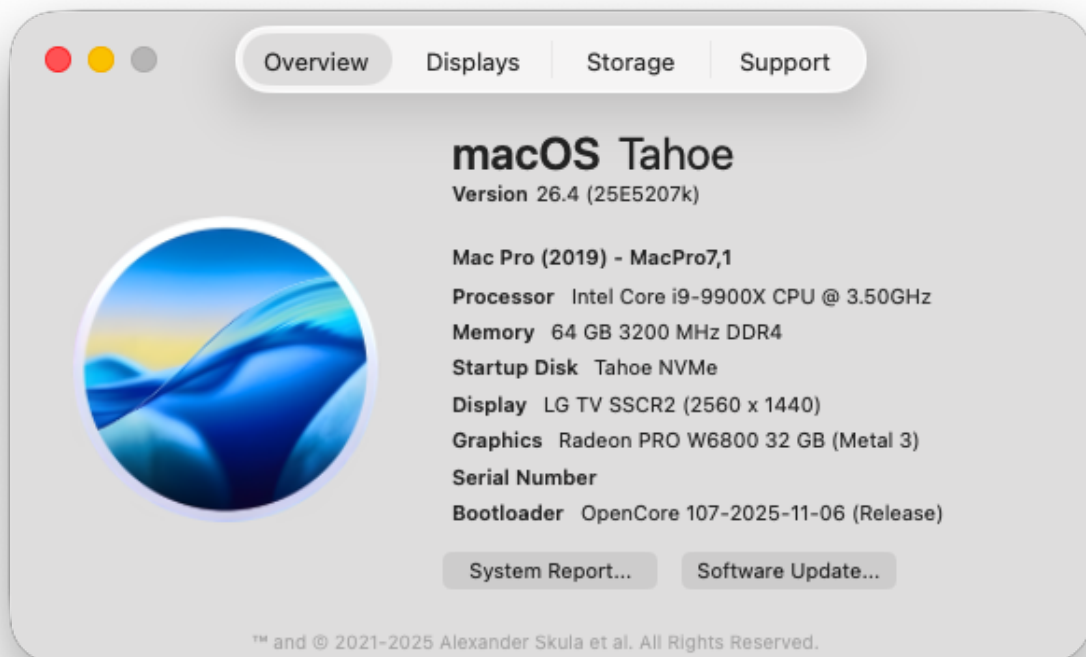 Overview Displays Storage Support
macOS Tahoe
Version 26.4 (25E5207k)
Mac Pro (2019) - MacPro7,1
Processor Intel Core i9-9900X CPU @ 3.50GHz
Memory 64 GB 3200 MHz DDR4
Startup Disk Tahoe NVMe
Display LG TV SSCR2 (2560 x 1440)
Graphics Radeon PRO W6800 32 GB (Metal 3)
Serial Number
Bootloader OpenCore 107-2025-11-06 (Release)
System Report... Software Update...
™ and © 2021-2025 Alexander Skula et al. All Rights Reserved.